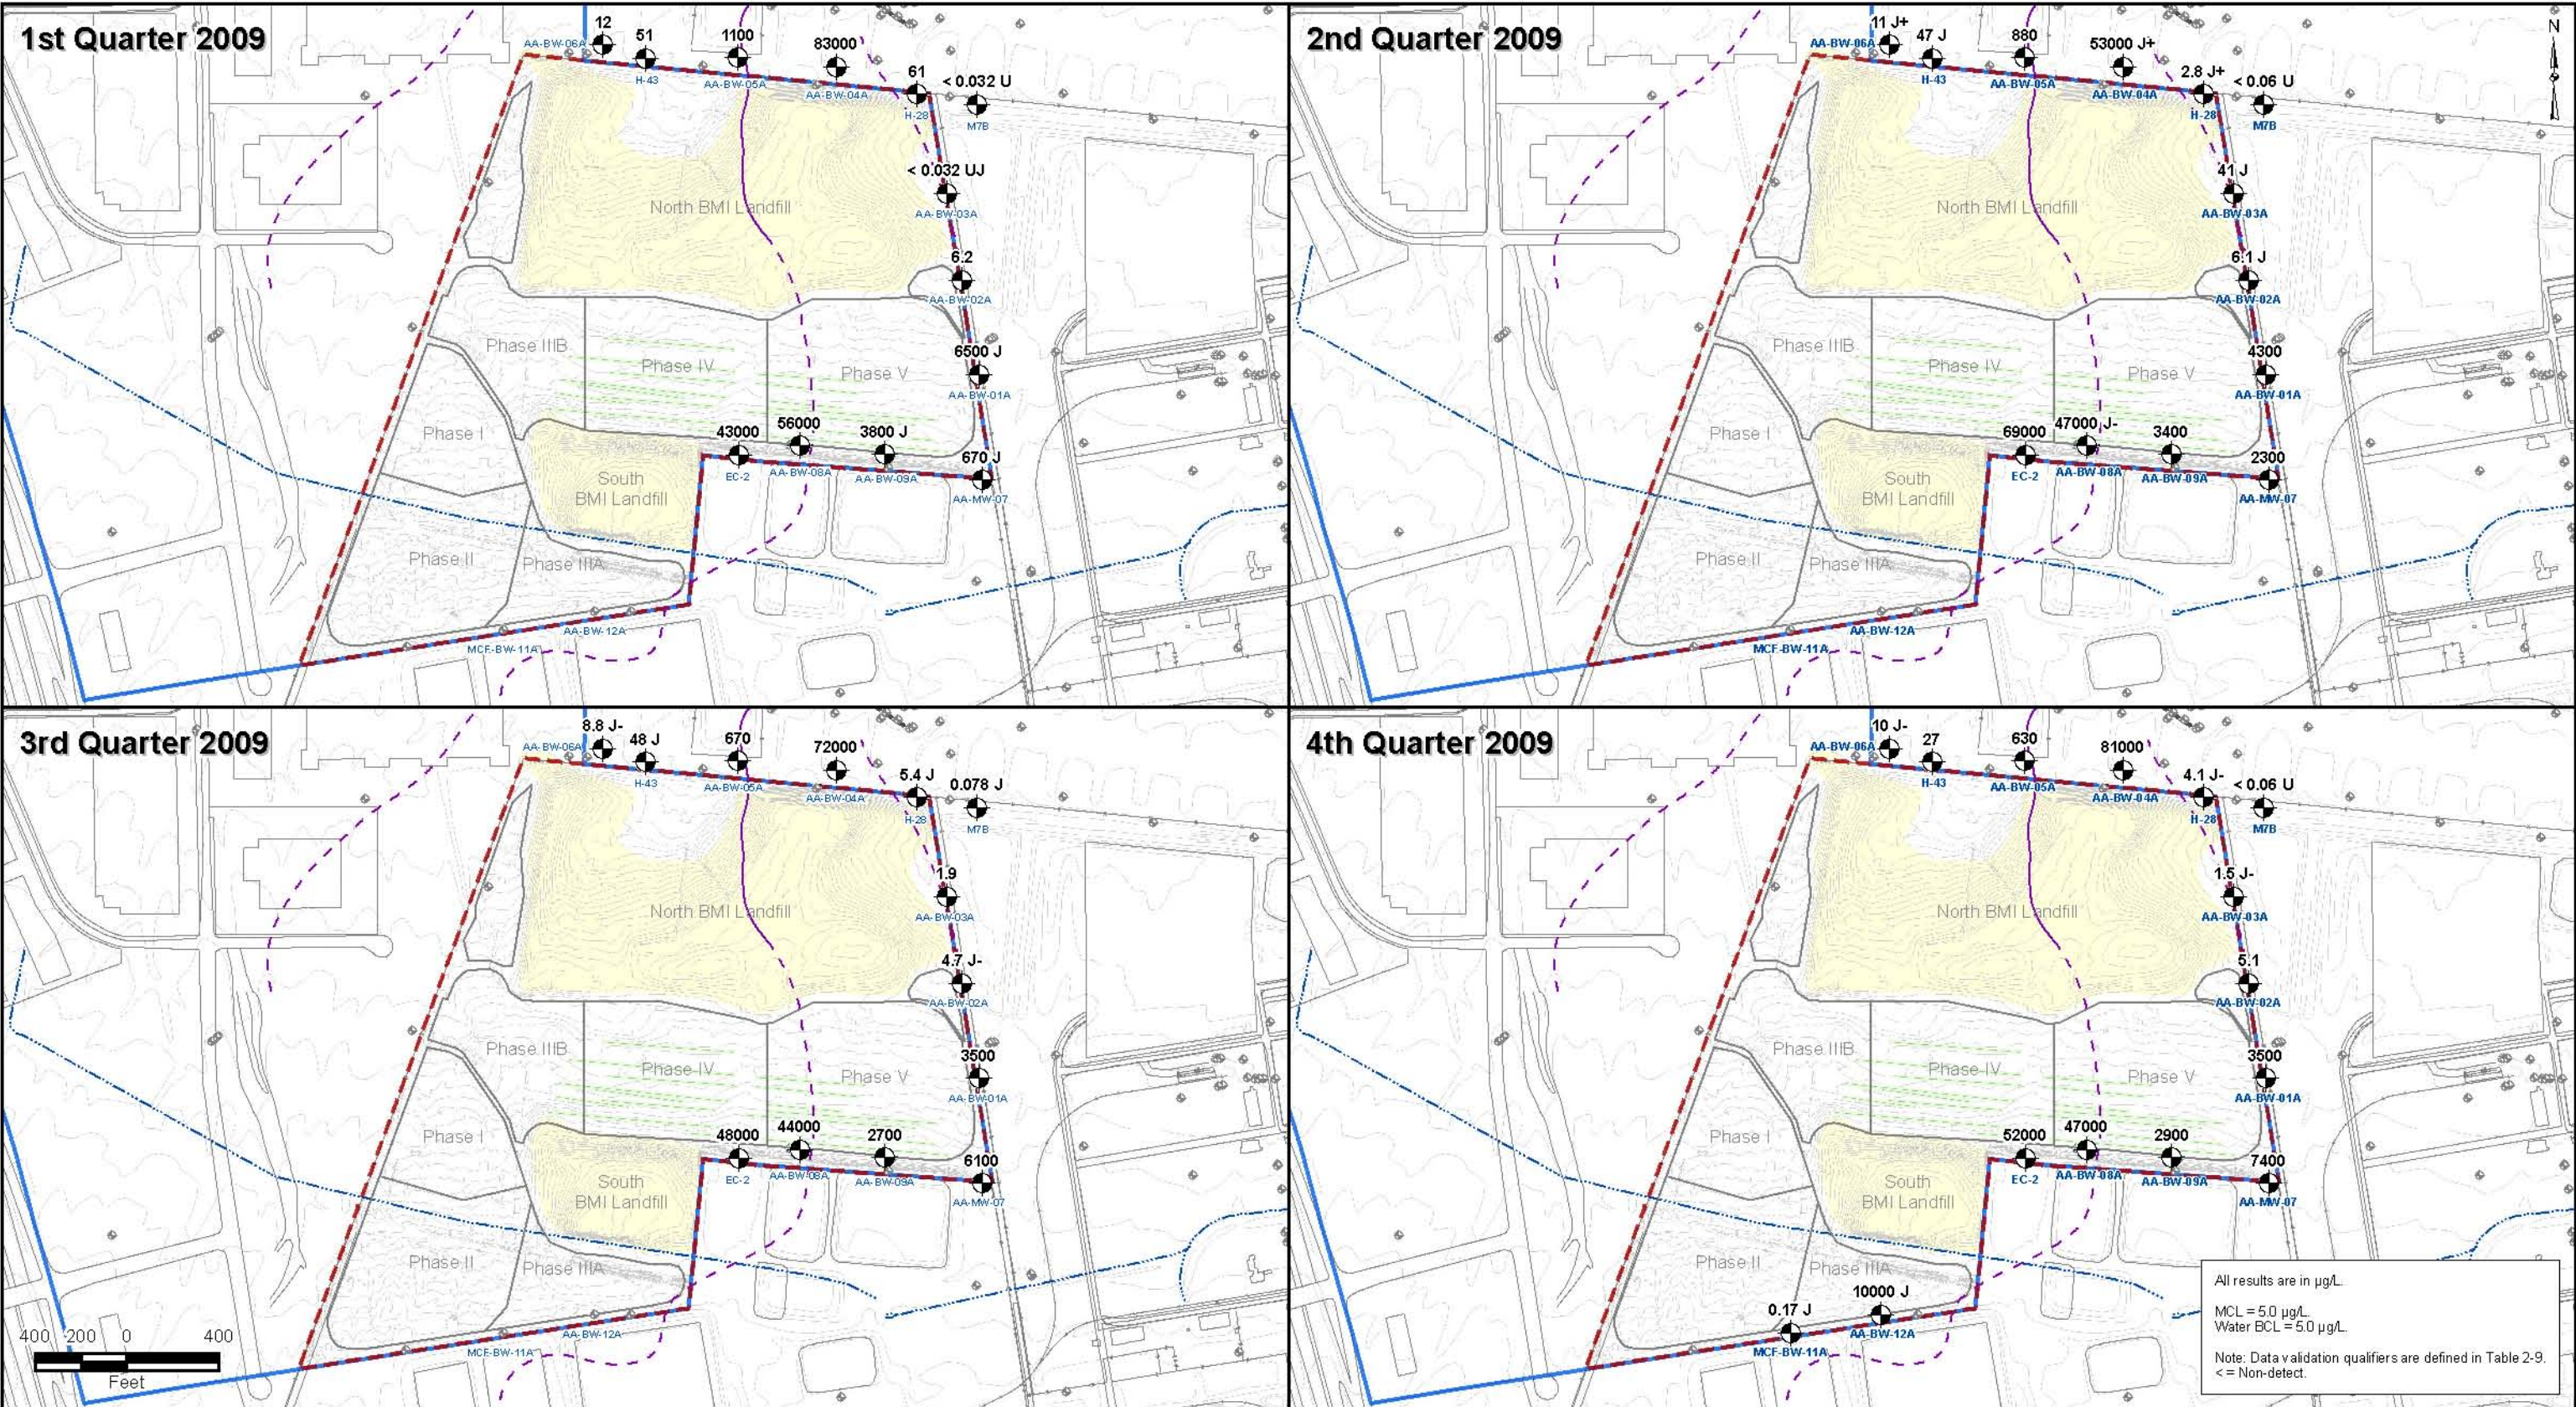 1st Quarter 2009
12
AA-BW-06A
51
H-43
1100
AA-BW-05A
83000
AA-BW-04A
61
H-28
< 0.032 U
M7B
< 0.032 UJ
AA-BW-03A
North BMI Landfill
6.2
AA-BW-02A
Phase IIIB
Phase IV
Phase V
6500 J
AA-BW-01A
Phase I
43000
EC-2
56000
AA-BW-08A
3800 J
AA-BW-09A
670 J
AA-MW-07
South
BMI Landfill
Phase II
Phase IIIA
AA-BW-12A
MCF-BW-11A
2nd Quarter 2009
11 J+
AA-BW-06A
47 J
H-43
880
AA-BW-05A
53000 J+
AA-BW-04A
2.8 J+
H-28
< 0.06 U
M7B
N
41 J
AA-BW-03A
North BMI Landfill
6.1 J
AA-BW-02A
Phase IIIB
Phase IV
Phase V
4300
AA-BW-01A
Phase I
69000
EC-2
47000 J-
AA-BW-08A
3400
AA-BW-09A
2300
AA-MW-07
South
BMI Landfill
Phase II
Phase IIIA
AA-BW-12A
MCF-BW-11A
3rd Quarter 2009
8.8 J-
AA-BW-06A
48 J
H-43
670
AA-BW-05A
72000
AA-BW-04A
5.4 J
H-28
0.078 J
M7B
1.9
AA-BW-03A
North BMI Landfill
4.7 J-
AA-BW-02A
Phase IIIB
Phase IV
Phase V
3500
AA-BW-01A
Phase I
48000
EC-2
44000
AA-BW-08A
2700
AA-BW-09A
6100
AA-MW-07
South
BMI Landfill
Phase II
Phase IIIA
AA-BW-12A
MCF-BW-11A
400 200 0 400
Feet
4th Quarter 2009
10 J-
AA-BW-06A
27
H-43
630
AA-BW-05A
81000
AA-BW-04A
4.1 J-
H-28
< 0.06 U
M7B
1.5 J-
AA-BW-03A
North BMI Landfill
5.1
AA-BW-02A
Phase IIIB
Phase IV
Phase V
3500
AA-BW-01A
Phase I
52000
EC-2
47000
AA-BW-08A
2900
AA-BW-09A
7400
AA-MW-07
South
BMI Landfill
Phase II
Phase IIIA
0.17 J
MCF-BW-11A
10000 J
AA-BW-12A
All results are in µg/L.
MCL = 5.0 µg/L.
Water BCL = 5.0 µg/L.
Note: Data validation qualifiers are defined in Table 2-9.
< = Non-detect.